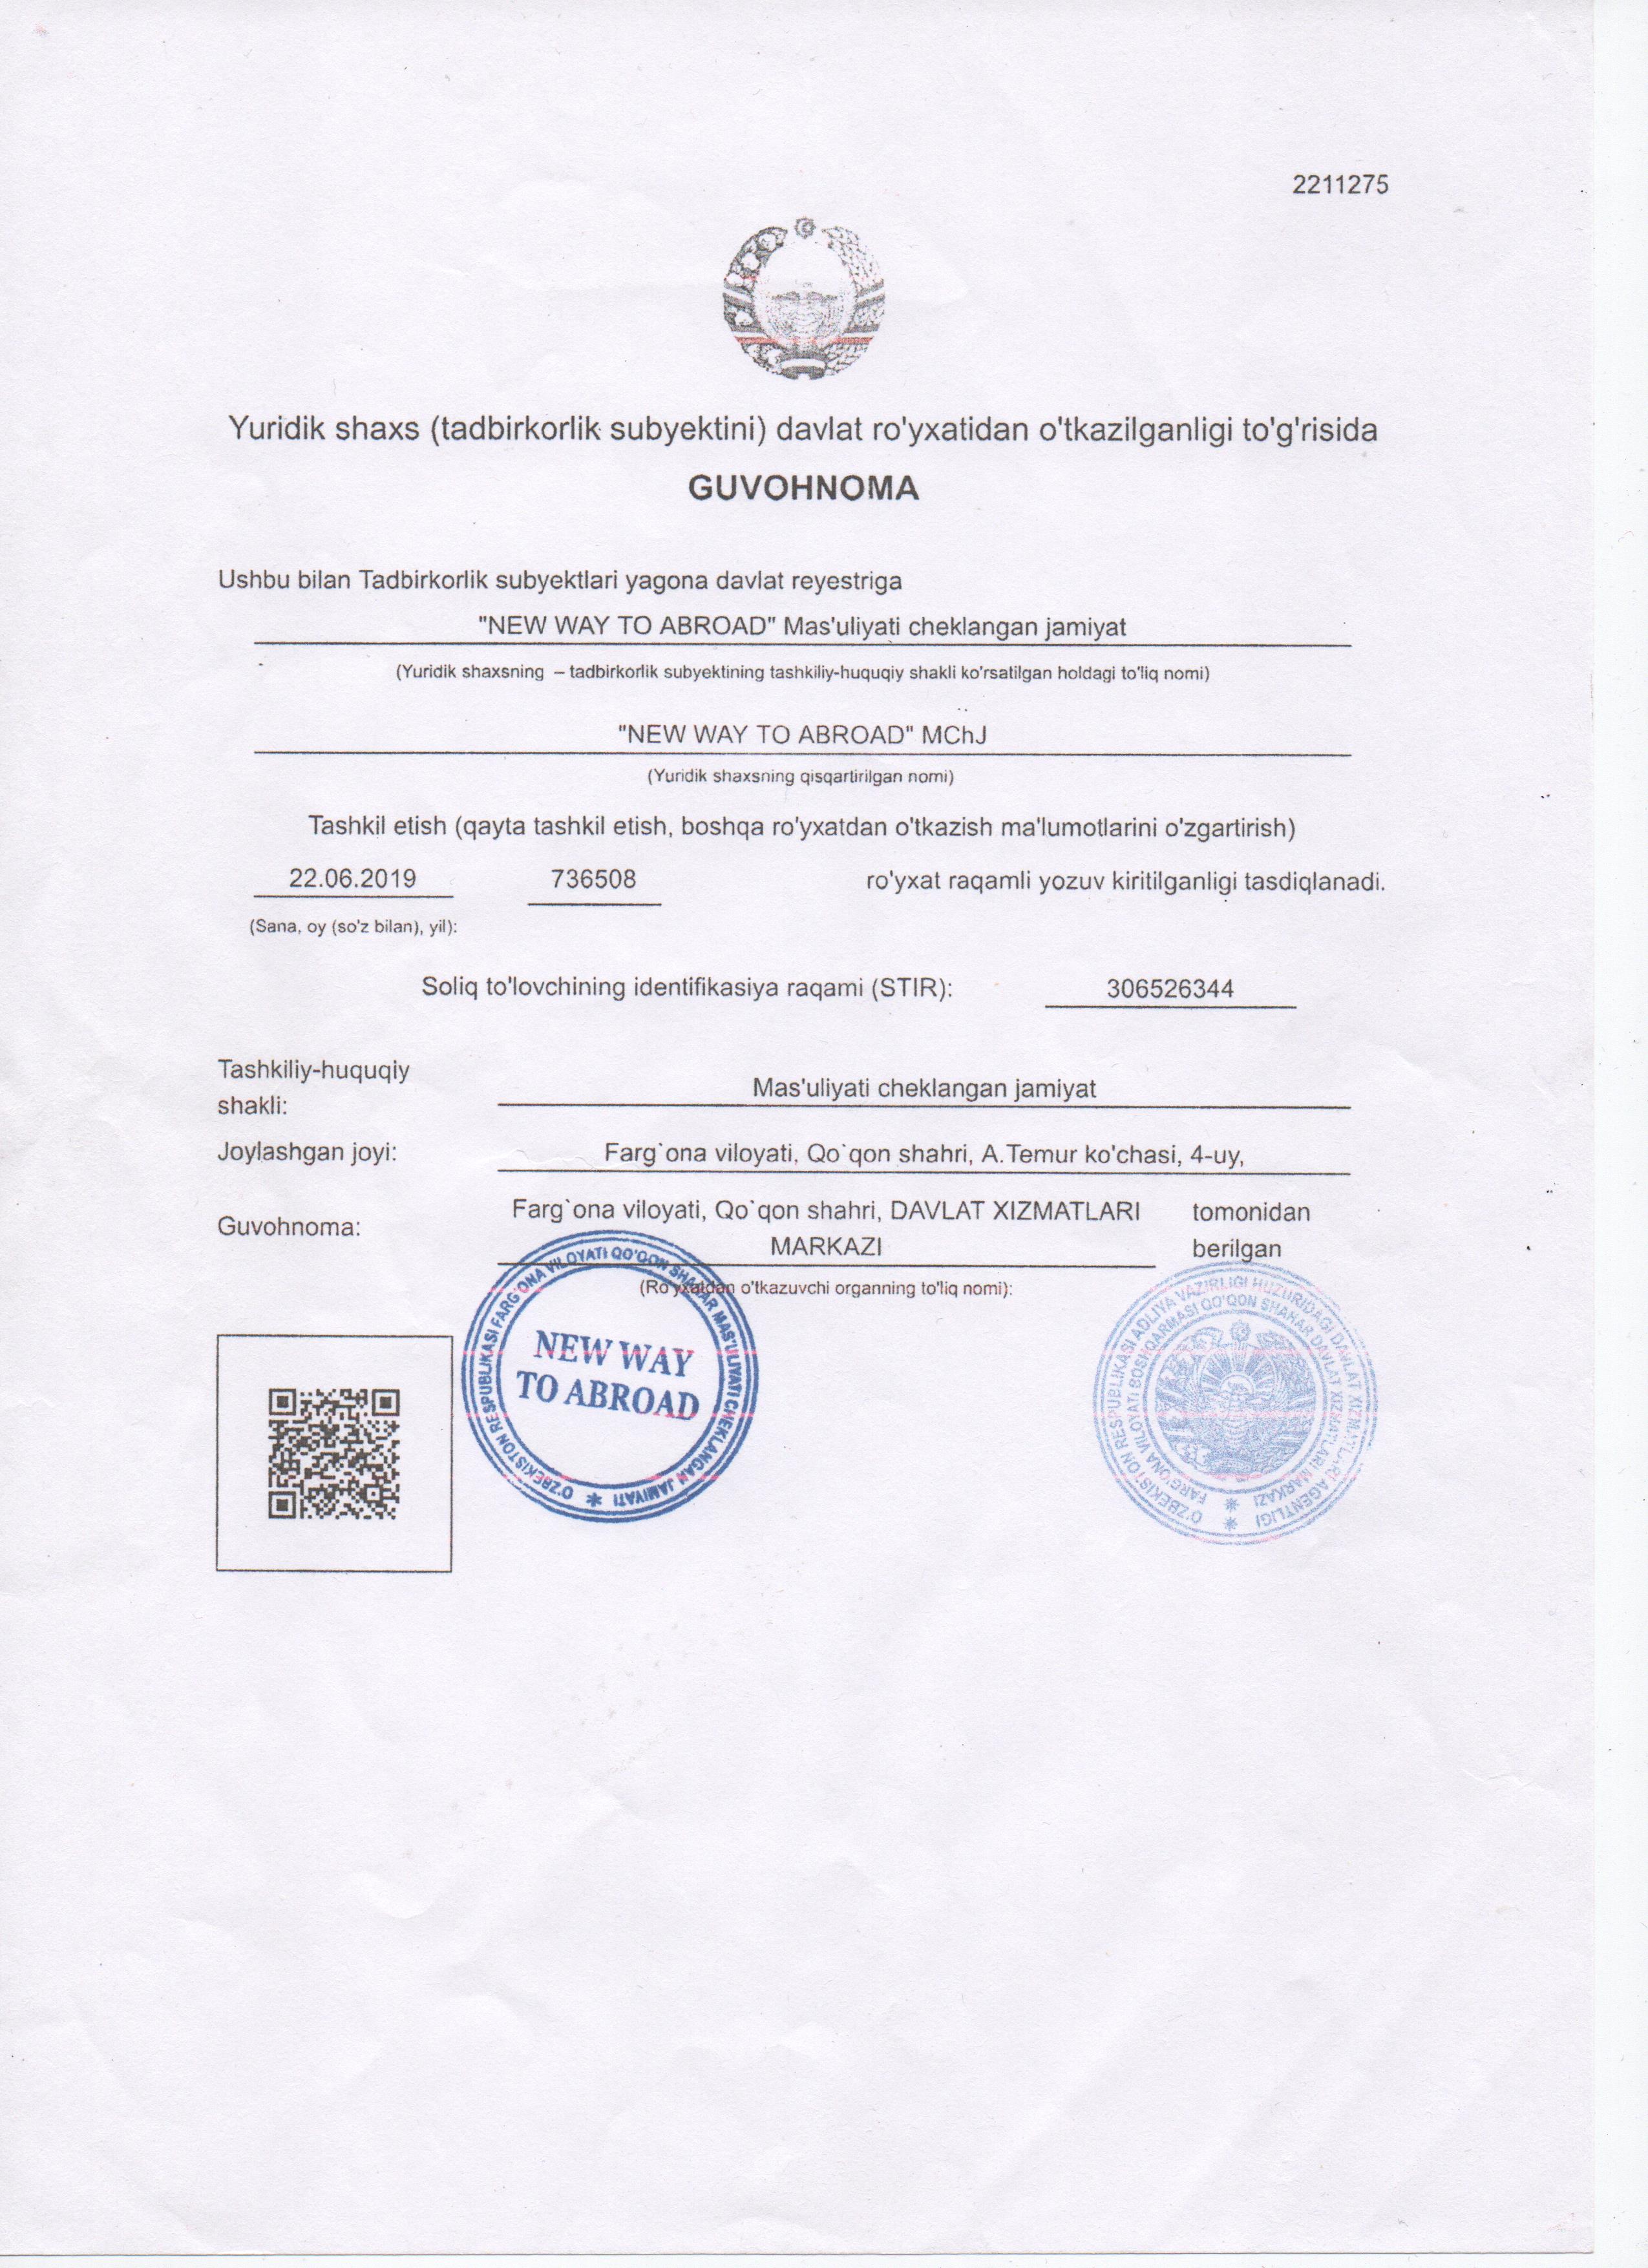 2211275
Yuridik shaxs (tadbirkorlik subyektini) davlat ro'yxatidan o'tkazilganligi to'g'risida
GUVOHNOMA
Ushbu bilan Tadbirkorlik subyektlari yagona davlat reyestriga
"NEW WAY TO ABROAD" Mas'uliyati cheklangan jamiyat
(Yuridik shaxsning – tadbirkorlik subyektining tashkiliy-huquqiy shakli ko'rsatilgan holdagi to'liq nomi)
"NEW WAY TO ABROAD" MChJ
(Yuridik shaxsning qisqartirilgan nomi)
Tashkil etish (qayta tashkil etish, boshqa ro'yxatdan o'tkazish ma'lumotlarini o'zgartirish)
22.06.2019 736508 ro'yxat raqamli yozuv kiritilganligi tasdiqlanadi.
(Sana, oy (so'z bilan), yil):
Soliq to'lovchining identifikasiya raqami (STIR): 306526344
Tashkiliy-huquqiy
shakli: Mas'uliyati cheklangan jamiyat
Joylashgan joyi: Farg`ona viloyati, Qo`qon shahri, A.Temur ko'chasi, 4-uy,
Guvohnoma: Farg`ona viloyati, Qo`qon shahri, DAVLAT XIZMATLARI tomonidan
MARKAZI berilgan
(Ro'yxatdan o'tkazuvchi organning to'liq nomi):
O'ZBEKISTON RESPUBLIKASI FARG'ONA VILOYATI QO'QON SHAHAR MAS'ULIYATI CHEKLANGAN JAMIYATI
NEW WAY
TO ABROAD
O'ZBEKISTON RESPUBLIKASI ADLIYA VAZIRLIGI HUZURIDAGI DAVLAT XIZMATLARI AGENTLIGI
FARG'ONA VILOYATI BOSHQARMASI QO'QON SHAHAR DAVLAT XIZMATLARI MARKAZI